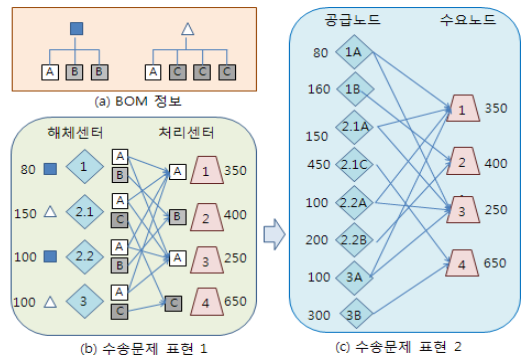 A B B A C C C
(a) BOM 정보
해체센터 처리센터
80 1 A B A 1 350
150 2.1 A C B 2 400
100 2.2 A B A 3 250
100 3 A C C 4 650
(b) 수송문제 표현 1
공급노드 수요노드
80 1A
160 1B
1 350
150 2.1A
450 2.1C
2 400
100 2.2A
3 250
200 2.2B
100 3A
4 650
300 3B
(c) 수송문제 표현 2